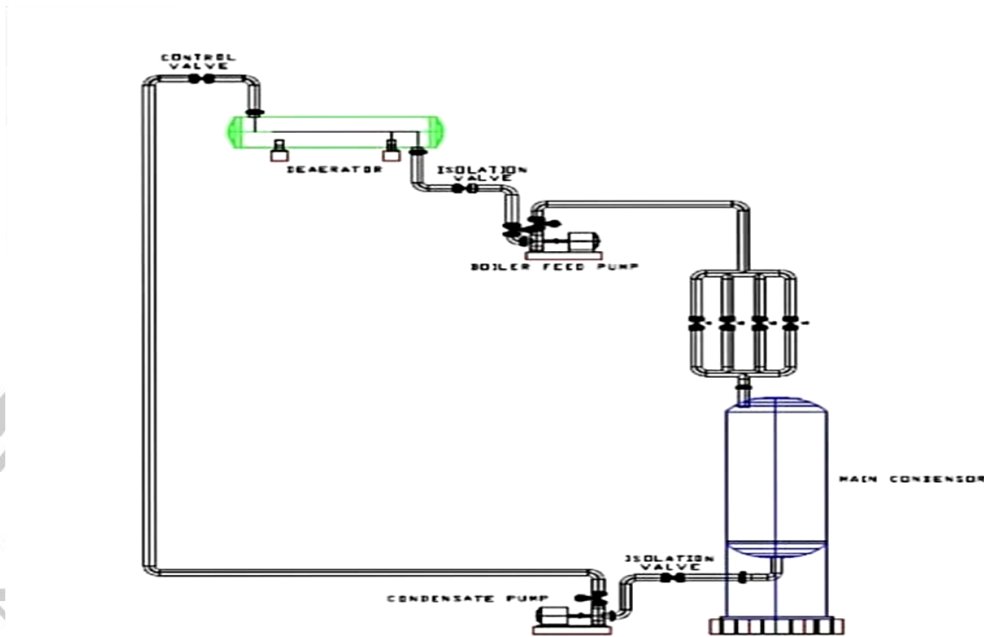 CONTROL
VALVE
DEAERATOR
ISOLATION
VALVE
BOILER FEED PUMP
MAIN CONDENSOR
ISOLATION
VALVE
CONDENSATE PUMP